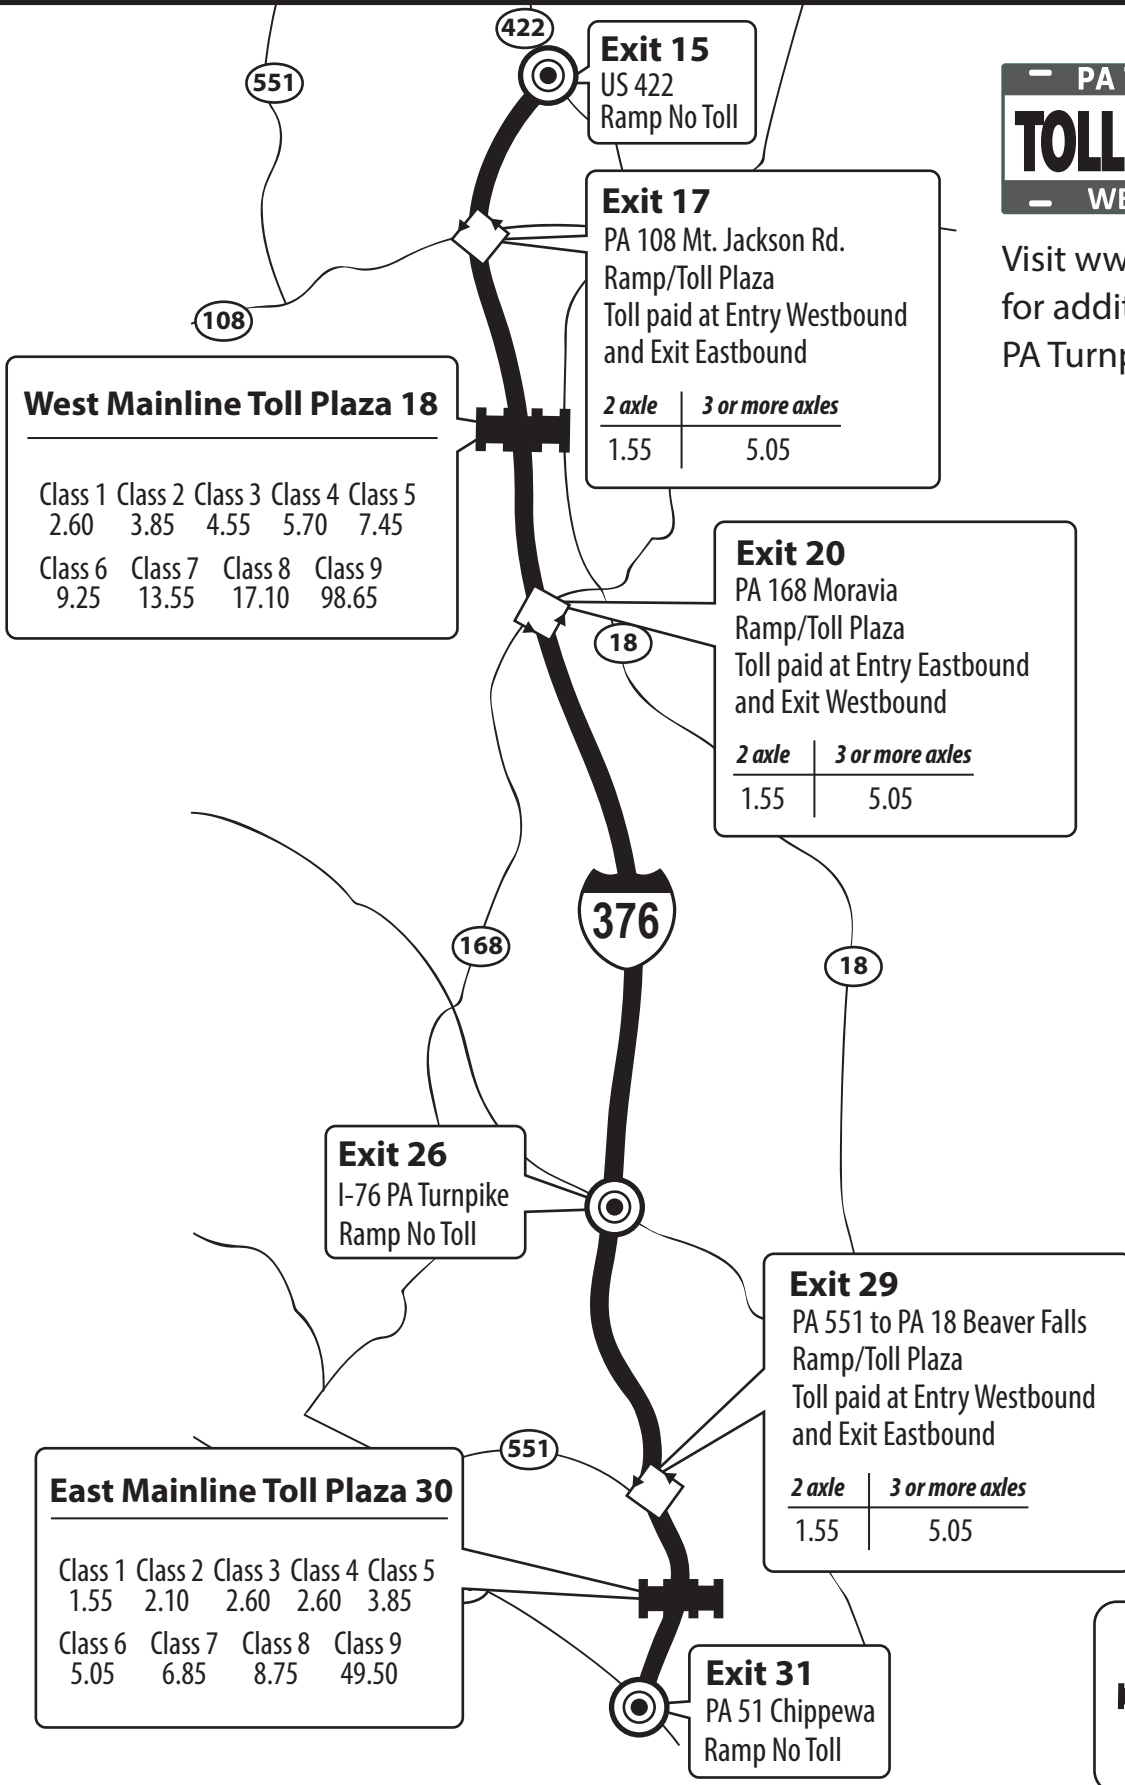 422
Exit 15
US 422
Ramp No Toll
551
PA
TOLL
WE
Exit 17
PA 108 Mt. Jackson Rd.
Ramp/Toll Plaza
Toll paid at Entry Westbound
and Exit Eastbound
2 axle 3 or more axles
1.55 5.05
Visit ww
for addit
PA Turnp
108
West Mainline Toll Plaza 18
Class 1 Class 2 Class 3 Class 4 Class 5
2.60 3.85 4.55 5.70 7.45
Class 6 Class 7 Class 8 Class 9
9.25 13.55 17.10 98.65
Exit 20
PA 168 Moravia
Ramp/Toll Plaza
Toll paid at Entry Eastbound
and Exit Westbound
2 axle 3 or more axles
1.55 5.05
18
376
168
18
Exit 26
I-76 PA Turnpike
Ramp No Toll
Exit 29
PA 551 to PA 18 Beaver Falls
Ramp/Toll Plaza
Toll paid at Entry Westbound
and Exit Eastbound
2 axle 3 or more axles
1.55 5.05
551
East Mainline Toll Plaza 30
Class 1 Class 2 Class 3 Class 4 Class 5
1.55 2.10 2.60 2.60 3.85
Class 6 Class 7 Class 8 Class 9
5.05 6.85 8.75 49.50
Exit 31
PA 51 Chippewa
Ramp No Toll